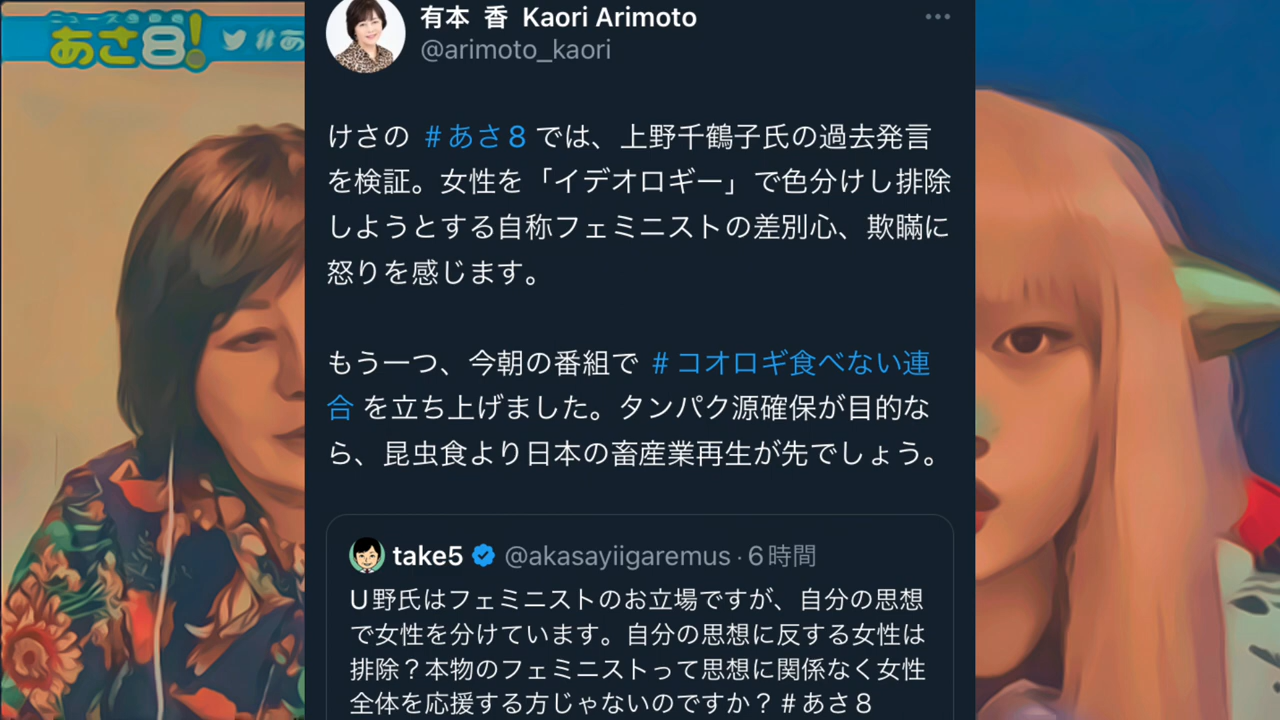 ニュース生放送
あさ8!
#あ
有本 香 Kaori Arimoto
@arimoto_kaori
けさの #あさ8 では、上野千鶴子氏の過去発言
を検証。女性を「イデオロギー」で色分けし排除
しようとする自称フェミニストの差別心、欺瞞に
怒りを感じます。
もう一つ、今朝の番組で #コオロギ食べない連
合 を立ち上げました。タンパク源確保が目的な
ら、昆虫食より日本の畜産業再生が先でしょう。
take5 @akasayiigaremus · 6時間
U野氏はフェミニストのお立場ですが、自分の思想
で女性を分けています。自分の思想に反する女性は
排除？本物のフェミニストって思想に関係なく女性
全体を応援する方じゃないのですか？#あさ8